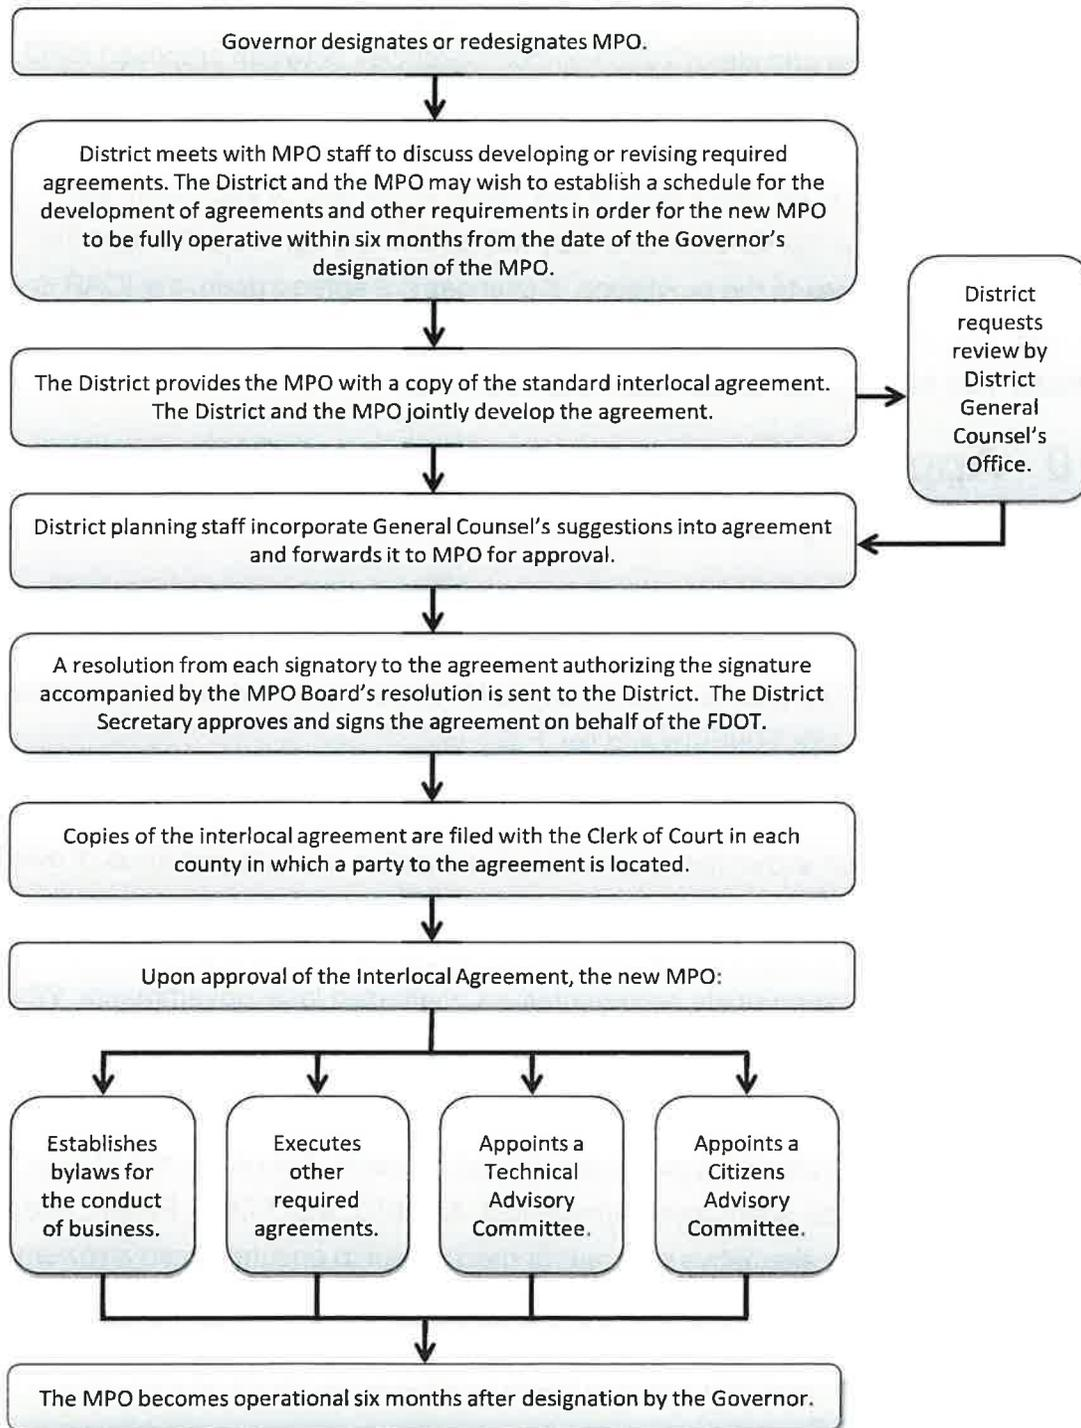 Governor designates or redesignates MPO.
District meets with MPO staff to discuss developing or revising required
agreements. The District and the MPO may wish to establish a schedule for the
development of agreements and other requirements in order for the new MPO
to be fully operative within six months from the date of the Governor's
designation of the MPO.
The District provides the MPO with a copy of the standard interlocal agreement.
The District and the MPO jointly develop the agreement.
District
requests
review by
District
General
Counsel's
Office.
District planning staff incorporate General Counsel's suggestions into agreement
and forwards it to MPO for approval.
A resolution from each signatory to the agreement authorizing the signature
accompanied by the MPO Board's resolution is sent to the District. The District
Secretary approves and signs the agreement on behalf of the FDOT.
Copies of the interlocal agreement are filed with the Clerk of Court in each
county in which a party to the agreement is located.
Upon approval of the Interlocal Agreement, the new MPO:
Establishes
bylaws for
the conduct
of business.
Executes
other
required
agreements.
Appoints a
Technical
Advisory
Committee.
Appoints a
Citizens
Advisory
Committee.
The MPO becomes operational six months after designation by the Governor.